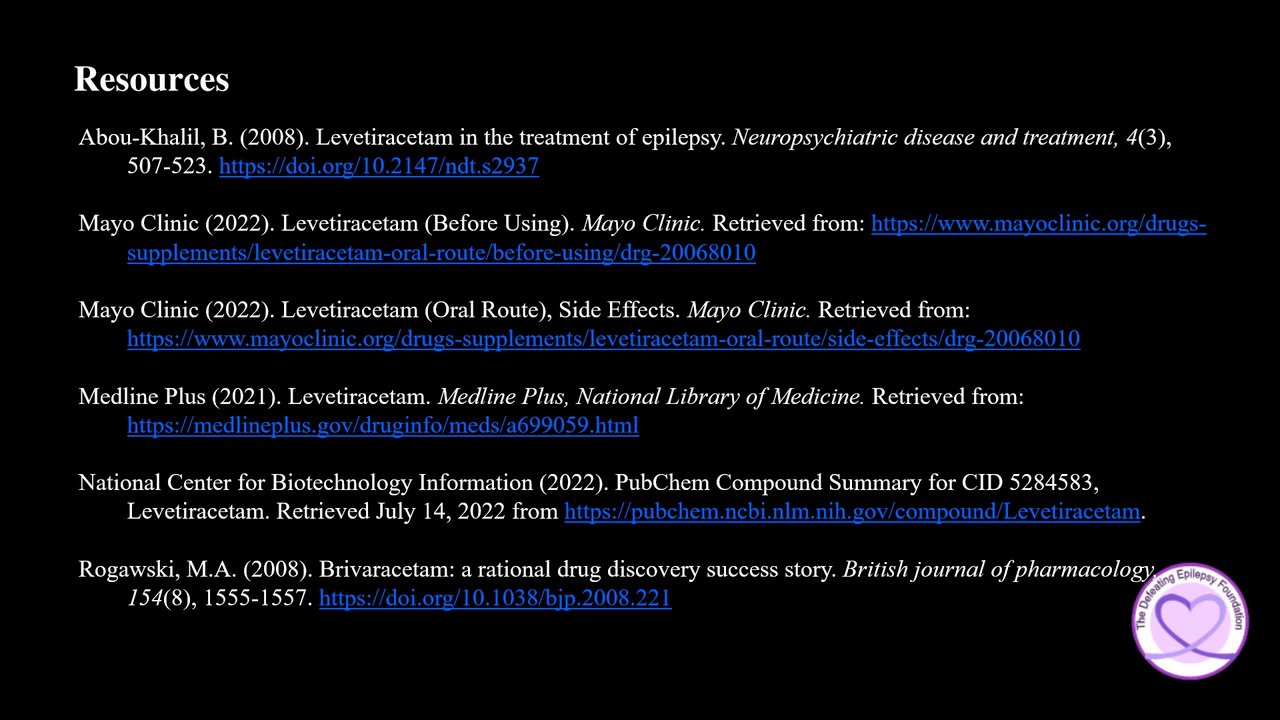 Resources
Abou-Khalil, B. (2008). Levetiracetam in the treatment of epilepsy. Neuropsychiatric disease and treatment, 4(3),
507-523. https://doi.org/10.2147/ndt.s2937
Mayo Clinic (2022). Levetiracetam (Before Using). Mayo Clinic. Retrieved from: https://www.mayoclinic.org/drugs-
supplements/levetiracetam-oral-route/before-using/drg-20068010
Mayo Clinic (2022). Levetiracetam (Oral Route), Side Effects. Mayo Clinic. Retrieved from:
https://www.mayoclinic.org/drugs-supplements/levetiracetam-oral-route/side-effects/drg-20068010
Medline Plus (2021). Levetiracetam. Medline Plus, National Library of Medicine. Retrieved from:
https://medlineplus.gov/druginfo/meds/a699059.html
National Center for Biotechnology Information (2022). PubChem Compound Summary for CID 5284583,
Levetiracetam. Retrieved July 14, 2022 from https://pubchem.ncbi.nlm.nih.gov/compound/Levetiracetam.
Rogawski, M.A. (2008). Brivaracetam: a rational drug discovery success story. British journal of pharmacology,
154(8), 1555-1557. https://doi.org/10.1038/bjp.2008.221
The Defeating Epilepsy Foundation